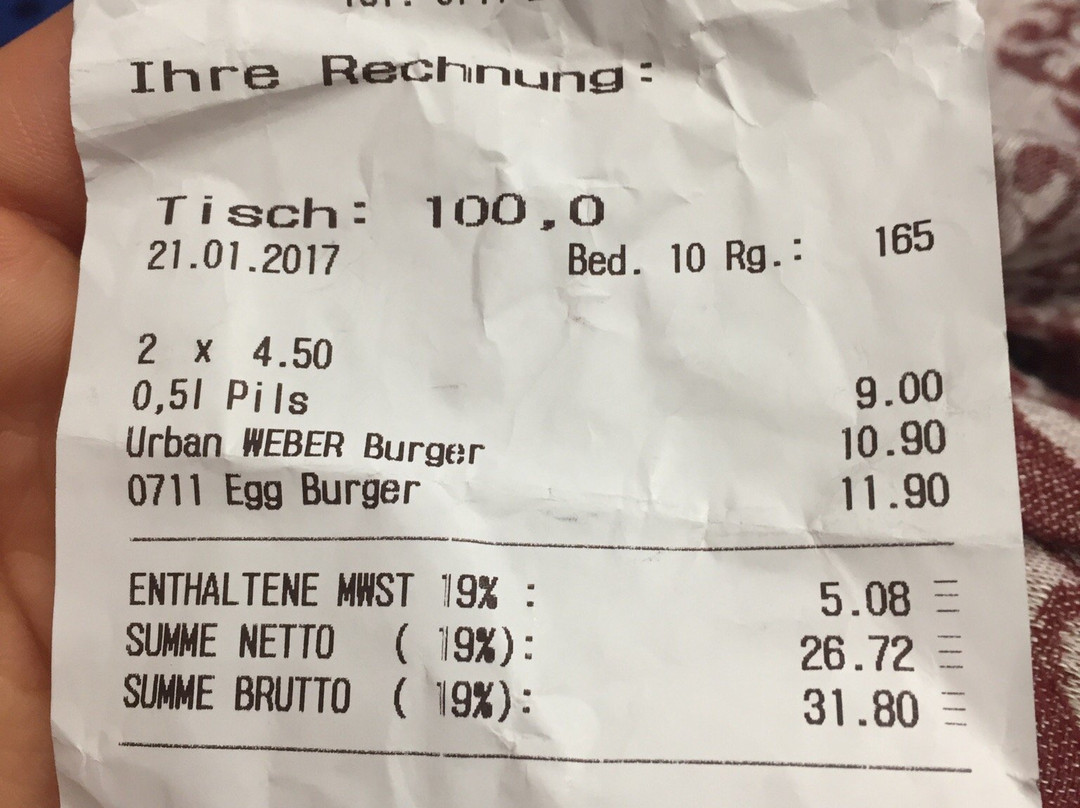 Ihre Rechnung:
Tisch: 100,0
21.01.2017 Bed. 10 Rg.: 165
2 x 4.50
0,5l Pils 9.00
Urban WEBER Burger 10.90
0711 Egg Burger 11.90
ENTHALTENE MWST 19% : 5.08
SUMME NETTO ( 19%): 26.72
SUMME BRUTTO ( 19%): 31.80